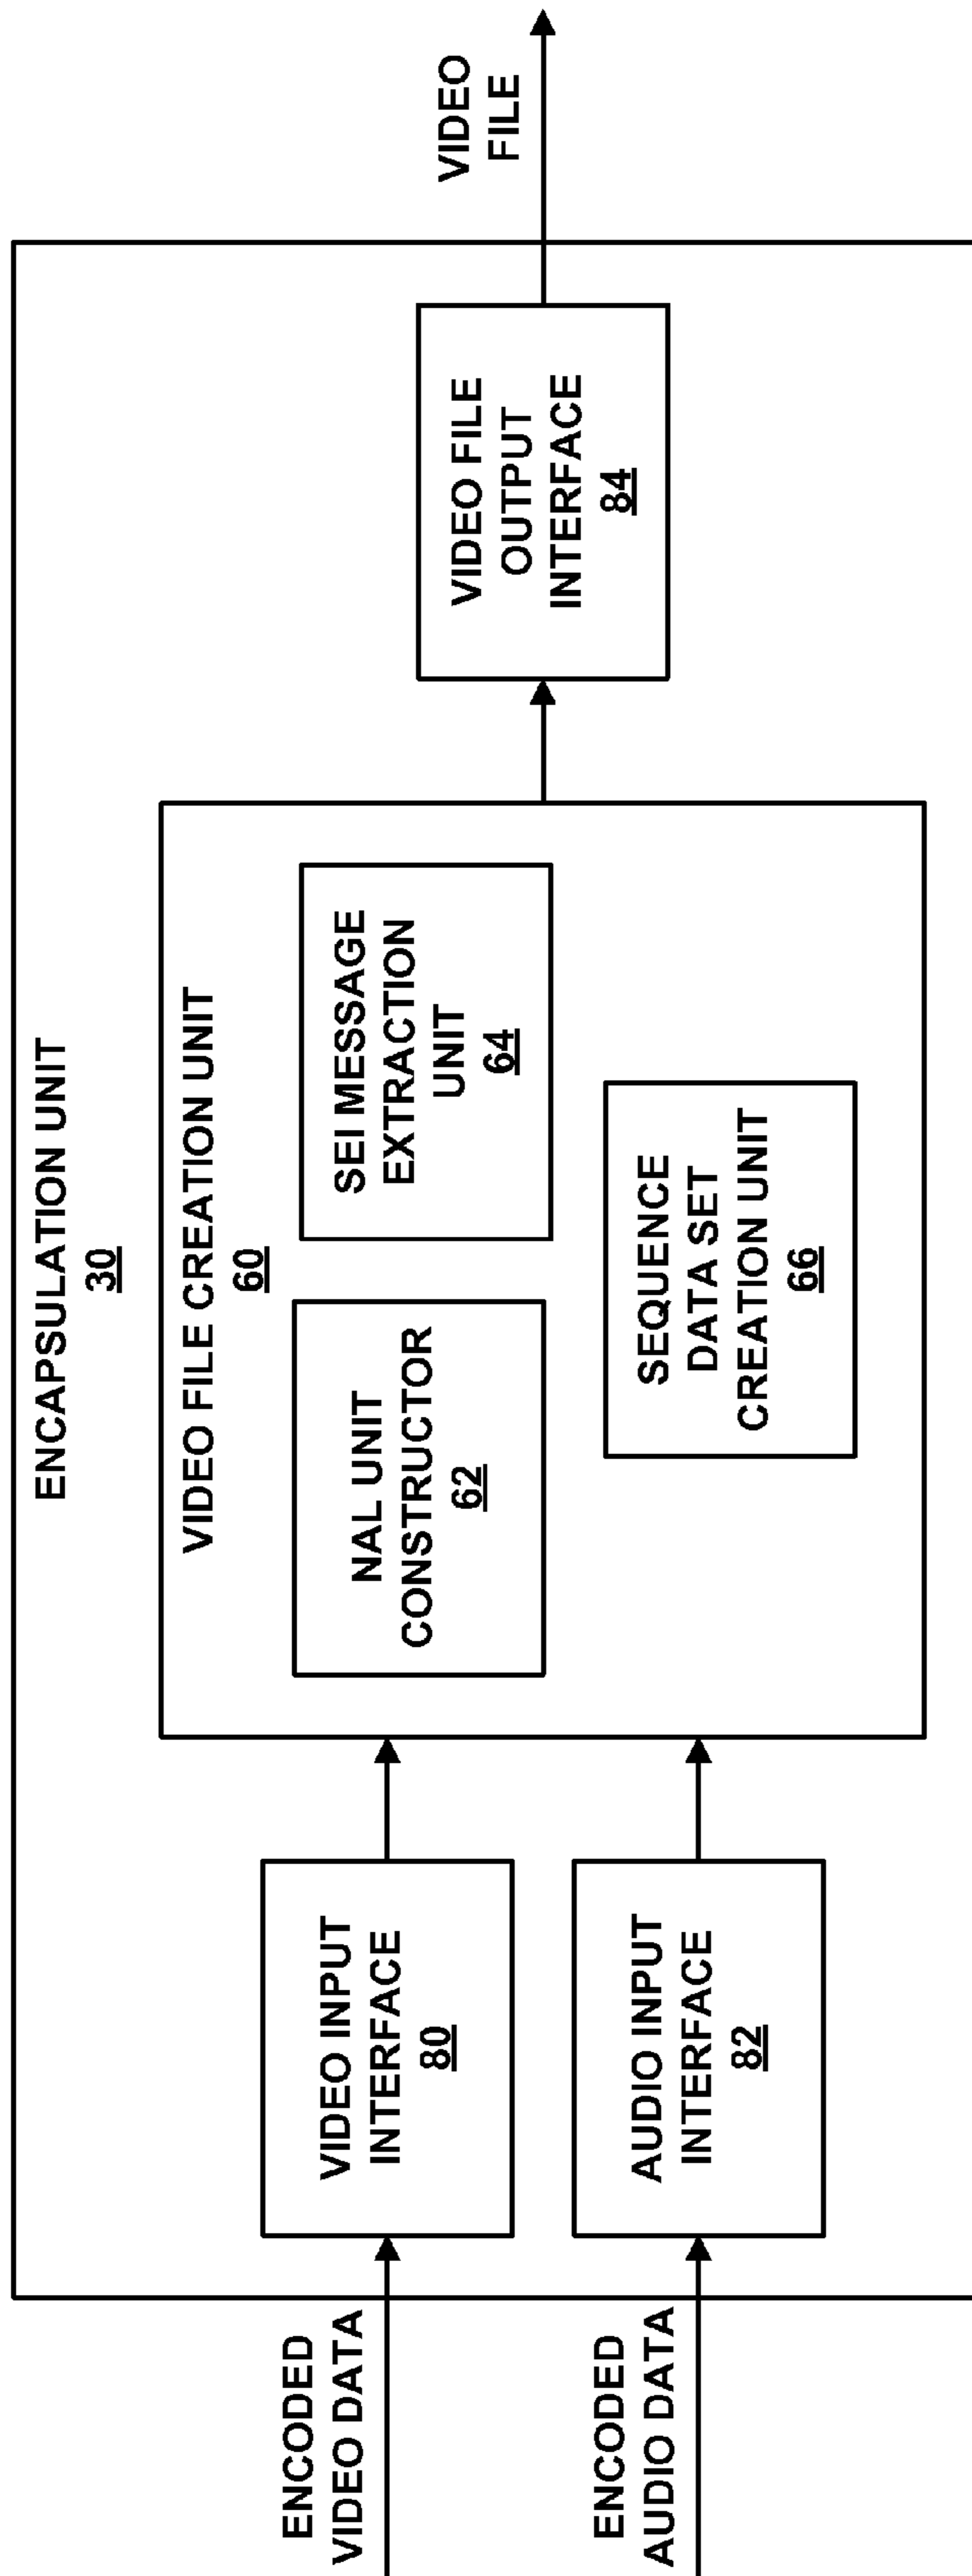 ENCAPSULATION UNIT
30
ENCODED
VIDEO DATA
VIDEO INPUT
INTERFACE
80
ENCODED
AUDIO DATA
AUDIO INPUT
INTERFACE
82
VIDEO FILE CREATION UNIT
60
NAL UNIT
CONSTRUCTOR
62
SEI MESSAGE
EXTRACTION
UNIT
64
SEQUENCE
DATA SET
CREATION UNIT
66
VIDEO FILE
OUTPUT
INTERFACE
84
VIDEO
FILE